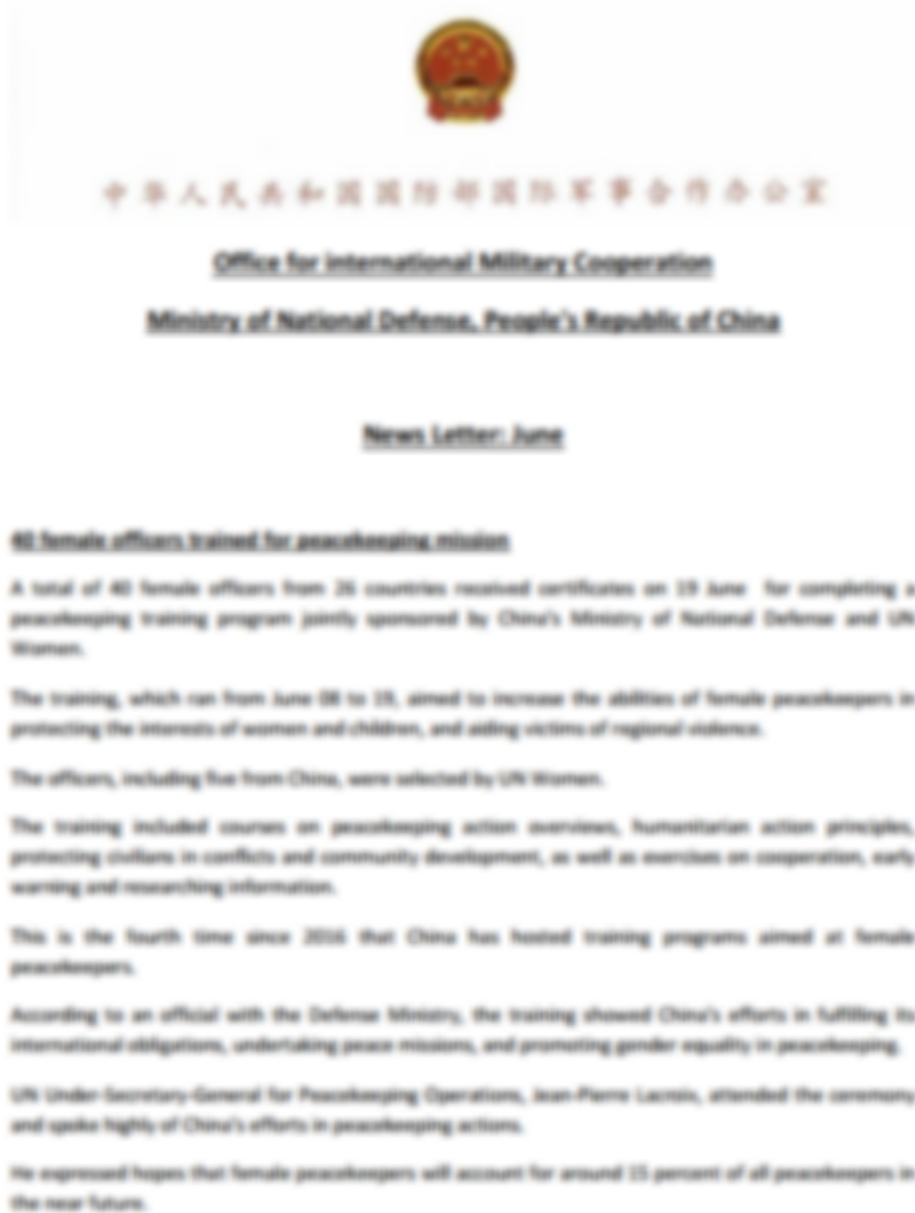 中华人民共和国国防部国际军事合作办公室
Office for international Military Cooperation
Ministry of National Defense, People's Republic of China
News Letter: June
40 female officers trained for peacekeeping mission
A total of 40 female officers from 26 countries received certificates on 19 June for completing a
peacekeeping training program jointly sponsored by China's Ministry of National Defense and UN
Women.
The training, which ran from June 08 to 19, aimed to increase the abilities of female peacekeepers in
protecting the interests of women and children, and aiding victims of regional violence.
The officers, including five from China, were selected by UN Women.
The training included courses on peacekeeping action overviews, humanitarian action principles,
protecting civilians in conflicts and community development, as well as exercises on cooperation, early
warning and researching information.
This is the fourth time since 2016 that China has hosted training programs aimed at female
peacekeepers.
According to an official with the Defense Ministry, the training showed China's efforts in fulfilling its
international obligations, undertaking peace missions, and promoting gender equality in peacekeeping.
UN Under-Secretary-General for Peacekeeping Operations, Jean-Pierre Lacroix, attended the ceremony
and spoke highly of China's efforts in peacekeeping actions.
He expressed hopes that female peacekeepers will account for around 15 percent of all peacekeepers in
the near future.